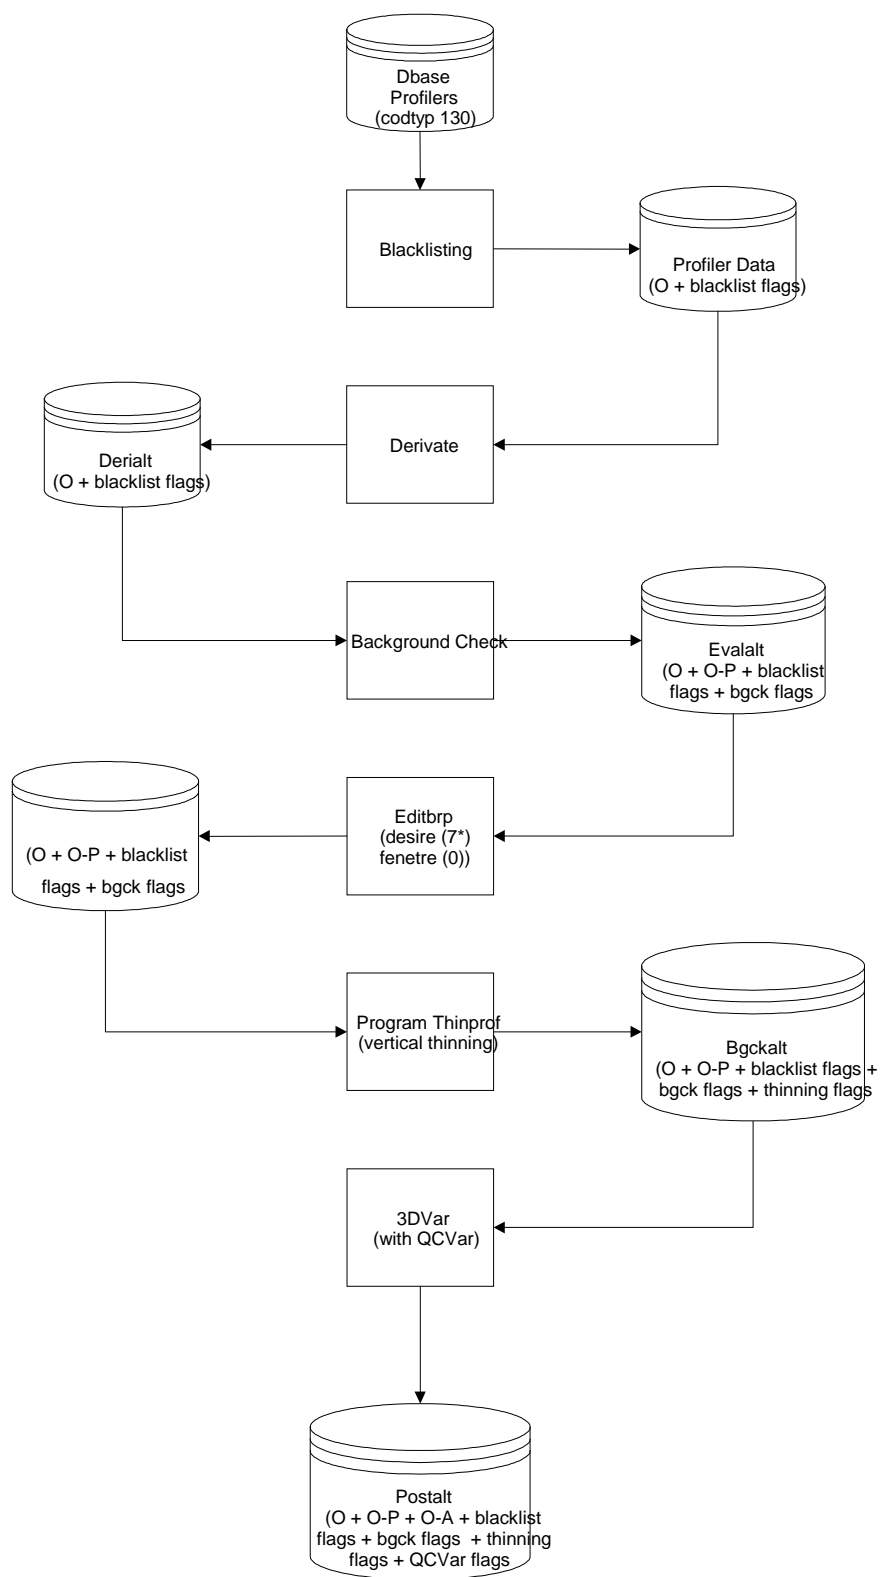 Dbase
Profilers
(codtyp 130)
Blacklisting
Profiler Data
(O + blacklist flags)
Derivate
Derialt
(O + blacklist flags)
Background Check
Evalalt
(O + O-P + blacklist
flags + bgck flags
Editbrp
(desire (7*)
fenetre (0))
(O + O-P + blacklist
flags + bgck flags
Program Thinprof
(vertical thinning)
Bgckalt
(O + O-P + blacklist flags +
bgck flags + thinning flags
3DVar
(with QCVar)
Postalt
(O + O-P + O-A + blacklist
flags + bgck flags + thinning
flags + QCVar flags